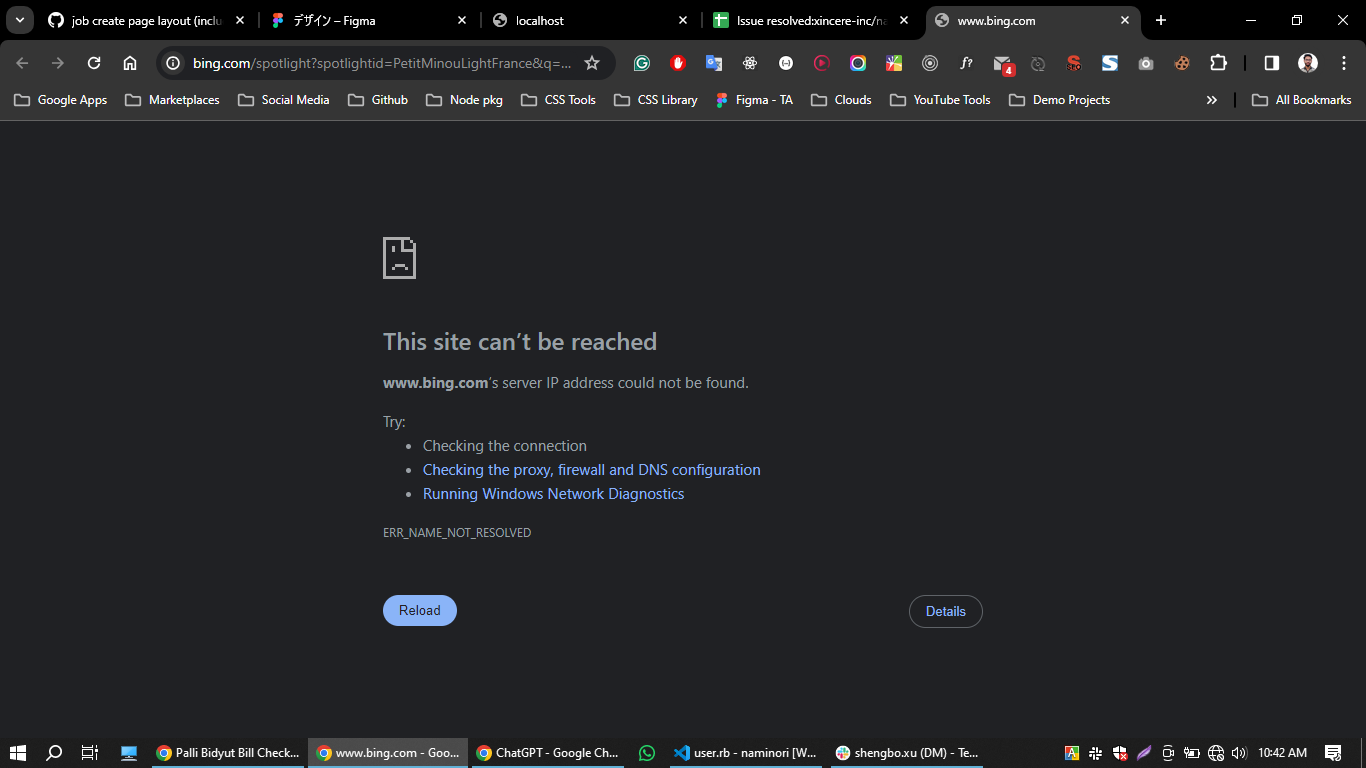 job create page layout (inclu
デザイン – Figma
localhost
Issue resolved:xincere-inc/na
www.bing.com
bing.com/spotlight?spotlightid=PetitMinouLightFrance&q=...
f?
4
SEO
S
Google Apps
Marketplaces
Social Media
Github
Node pkg
CSS Tools
CSS Library
Figma - TA
Clouds
YouTube Tools
Demo Projects
»
All Bookmarks
This site can’t be reached
www.bing.com’s server IP address could not be found.
Try:
• Checking the connection
• Checking the proxy, firewall and DNS configuration
• Running Windows Network Diagnostics
ERR_NAME_NOT_RESOLVED
Reload
Details
Palli Bidyut Bill Check...
www.bing.com - Goo...
ChatGPT - Google Ch...
user.rb - naminori [W...
shengbo.xu (DM) - Te...
10:42 AM